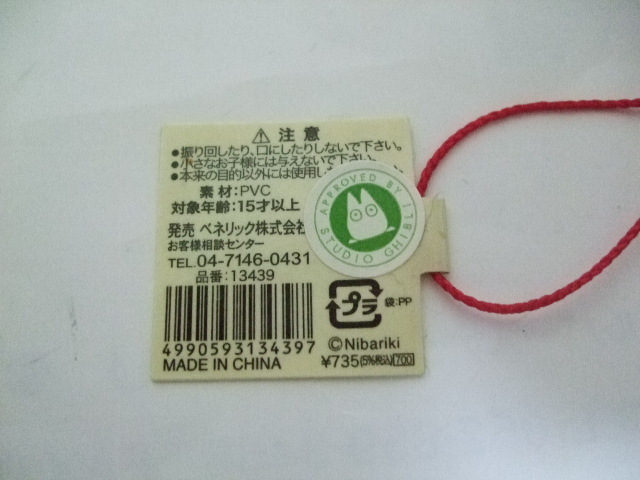 ⚠ 注意
●振り回したり、口にしたりしないで下さい。
●小さなお子様には与えないで下さい。
●本来の目的以外には使用し
素材:PVC
対象年齢:15才以上
発売 ベネリック株式会社
お客様相談センター
TEL.04-7146-0431
品番:13439
4990593134397
MADE IN CHINA
プラ
袋:PP
©Nibariki
¥735(5%税込)700
APPROVED BY
STUDIO GHIBLI